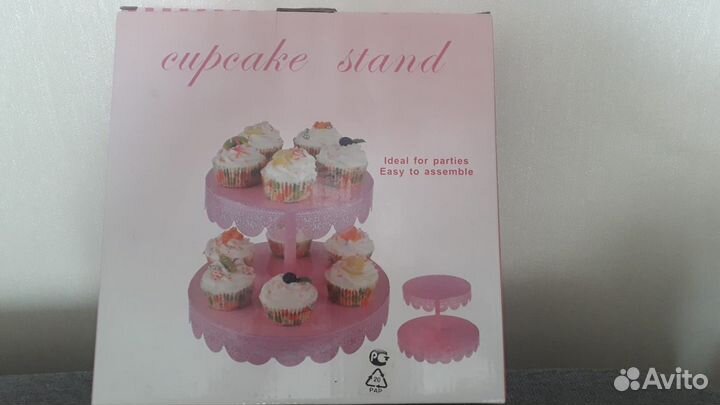 cupcake stand
Ideal for parties
Easy to assemble
20
PAP
Avito